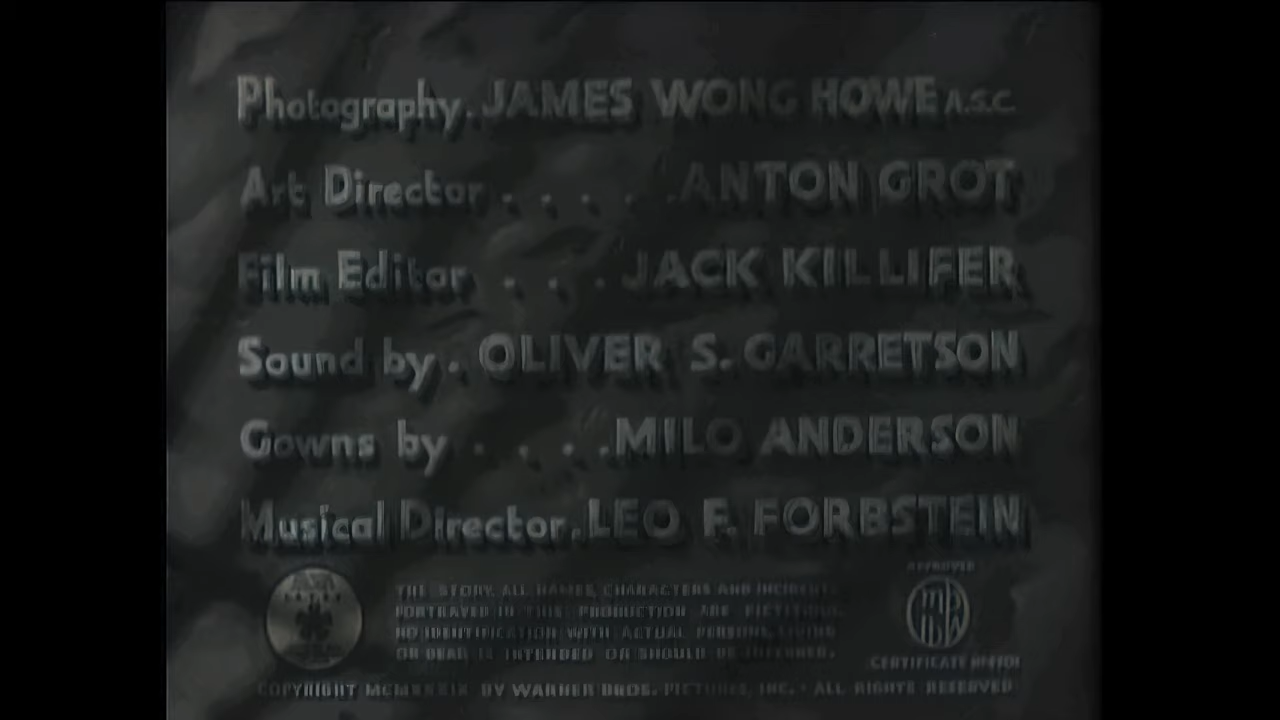 Photography. JAMES WONG HOWE A.S.C.
Art Director . . . . . ANTON GROT
Film Editor . . . JACK KILLIFER
Sound by. OLIVER S. GARRETSON
Gowns by . . . . MILO ANDERSON
Musical Director. LEO F. FORBSTEIN
APPROVED
THE STORY, ALL NAMES, CHARACTERS AND INCIDENTS
PORTRAYED IN THIS PRODUCTION ARE FICTITIOUS.
NO IDENTIFICATION WITH ACTUAL PERSONS, LIVING
OR DEAD IS INTENDED OR SHOULD BE INFERRED.
CERTIFICATE
COPYRIGHT MCMXXXIX BY WARNER BROS. PICTURES, INC. • ALL RIGHTS RESERVED